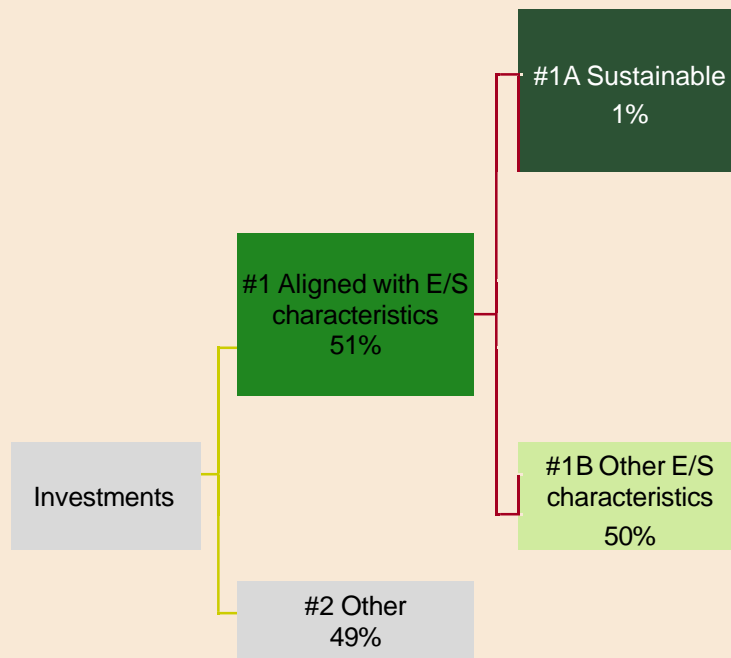 #1A Sustainable
1%
#1 Aligned with E/S
characteristics
51%
#1B Other E/S
characteristics
50%
Investments
#2 Other
49%